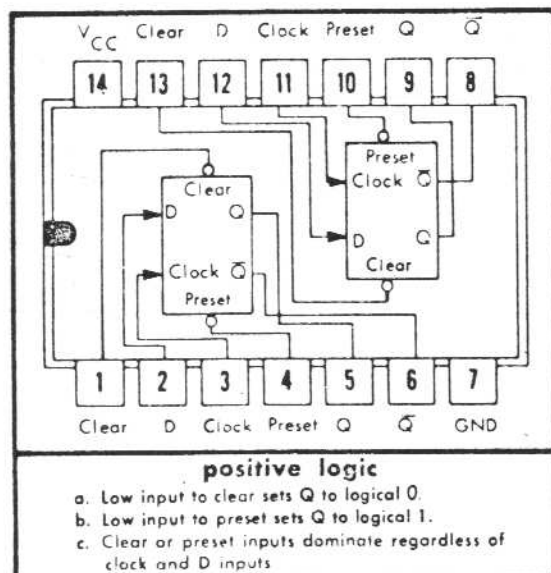 VCC Clear D Clock Preset Q Q̅
14 13 12 11 10 9 8
Preset
Clock Q̅
D Q
Clear
Clear
D Q
Clock Q̅
Preset
1 2 3 4 5 6 7
Clear D Clock Preset Q Q̅ GND
positive logic
a. Low input to clear sets Q to logical 0.
b. Low input to preset sets Q to logical 1.
c. Clear or preset inputs dominate regardless of
clock and D inputs